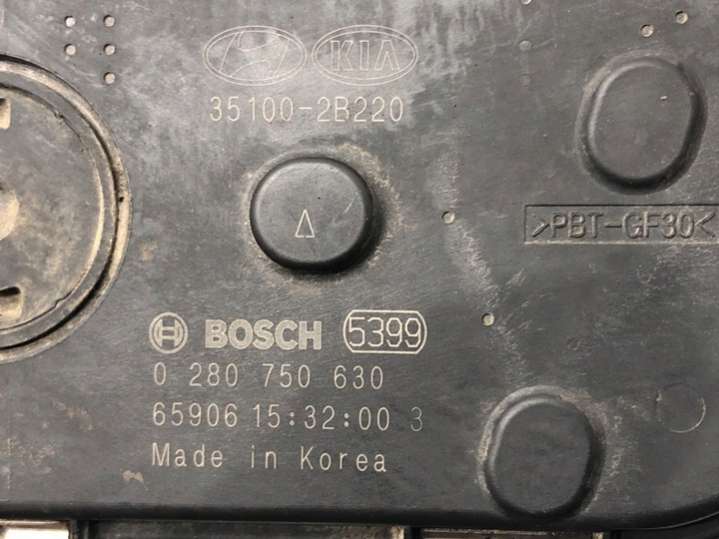 KIA
35100-2B220
>PBT-GF30<
BOSCH 5399
0 280 750 630
65906 15:32:00 3
Made in Korea